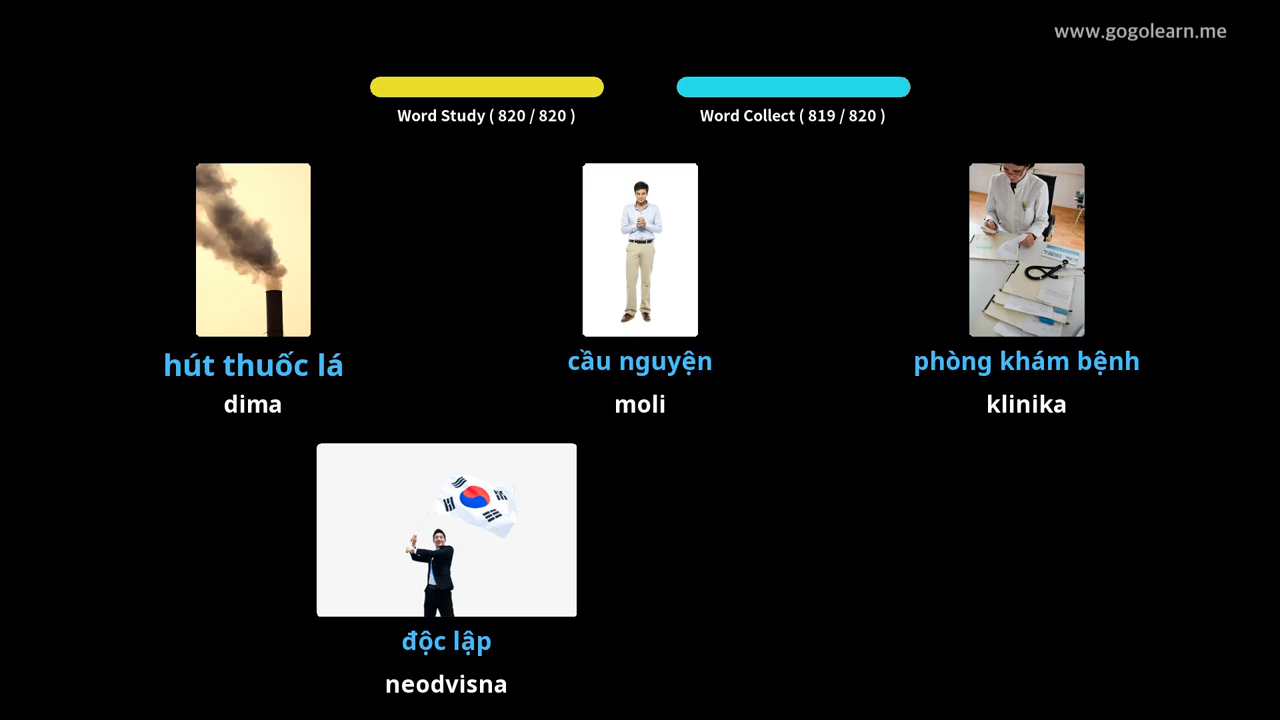 www.gogolearn.me
Word Study ( 820 / 820 )
Word Collect ( 819 / 820 )
hút thuốc lá
cầu nguyện
phòng khám bệnh
dima
moli
klinika
độc lập
neodvisna